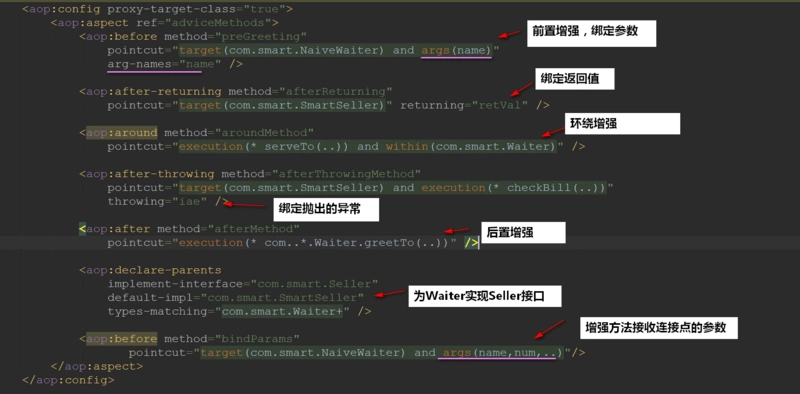 <aop:config proxy-target-class="true">
<aop:aspect ref="adviceMethods">
<aop:before method="preGreeting"
前置增强，绑定参数
pointcut="target(com.smart.NaiveWaiter) and args(name)"
arg-names="name" />
<aop:after-returning method="afterReturning"
绑定返回值
pointcut="target(com.smart.SmartSeller)" returning="retVal" />
<aop:around method="aroundMethod"
环绕增强
pointcut="execution(* serveTo(..)) and within(com.smart.Waiter)" />
<aop:after-throwing method="afterThrowingMethod"
pointcut="target(com.smart.SmartSeller) and execution(* checkBill(..))"
throwing="iae" />
绑定抛出的异常
<aop:after method="afterMethod"
后置增强
pointcut="execution(* com..*.Waiter.greetTo(..))" />
<aop:declare-parents
implement-interface="com.smart.Seller"
default-impl="com.smart.SmartSeller"
为Waiter实现Seller接口
types-matching="com.smart.Waiter+" />
增强方法接收连接点的参数
<aop:before method="bindParams"
pointcut="target(com.smart.NaiveWaiter) and args(name,num,..)"/>
</aop:aspect>
</aop:config>